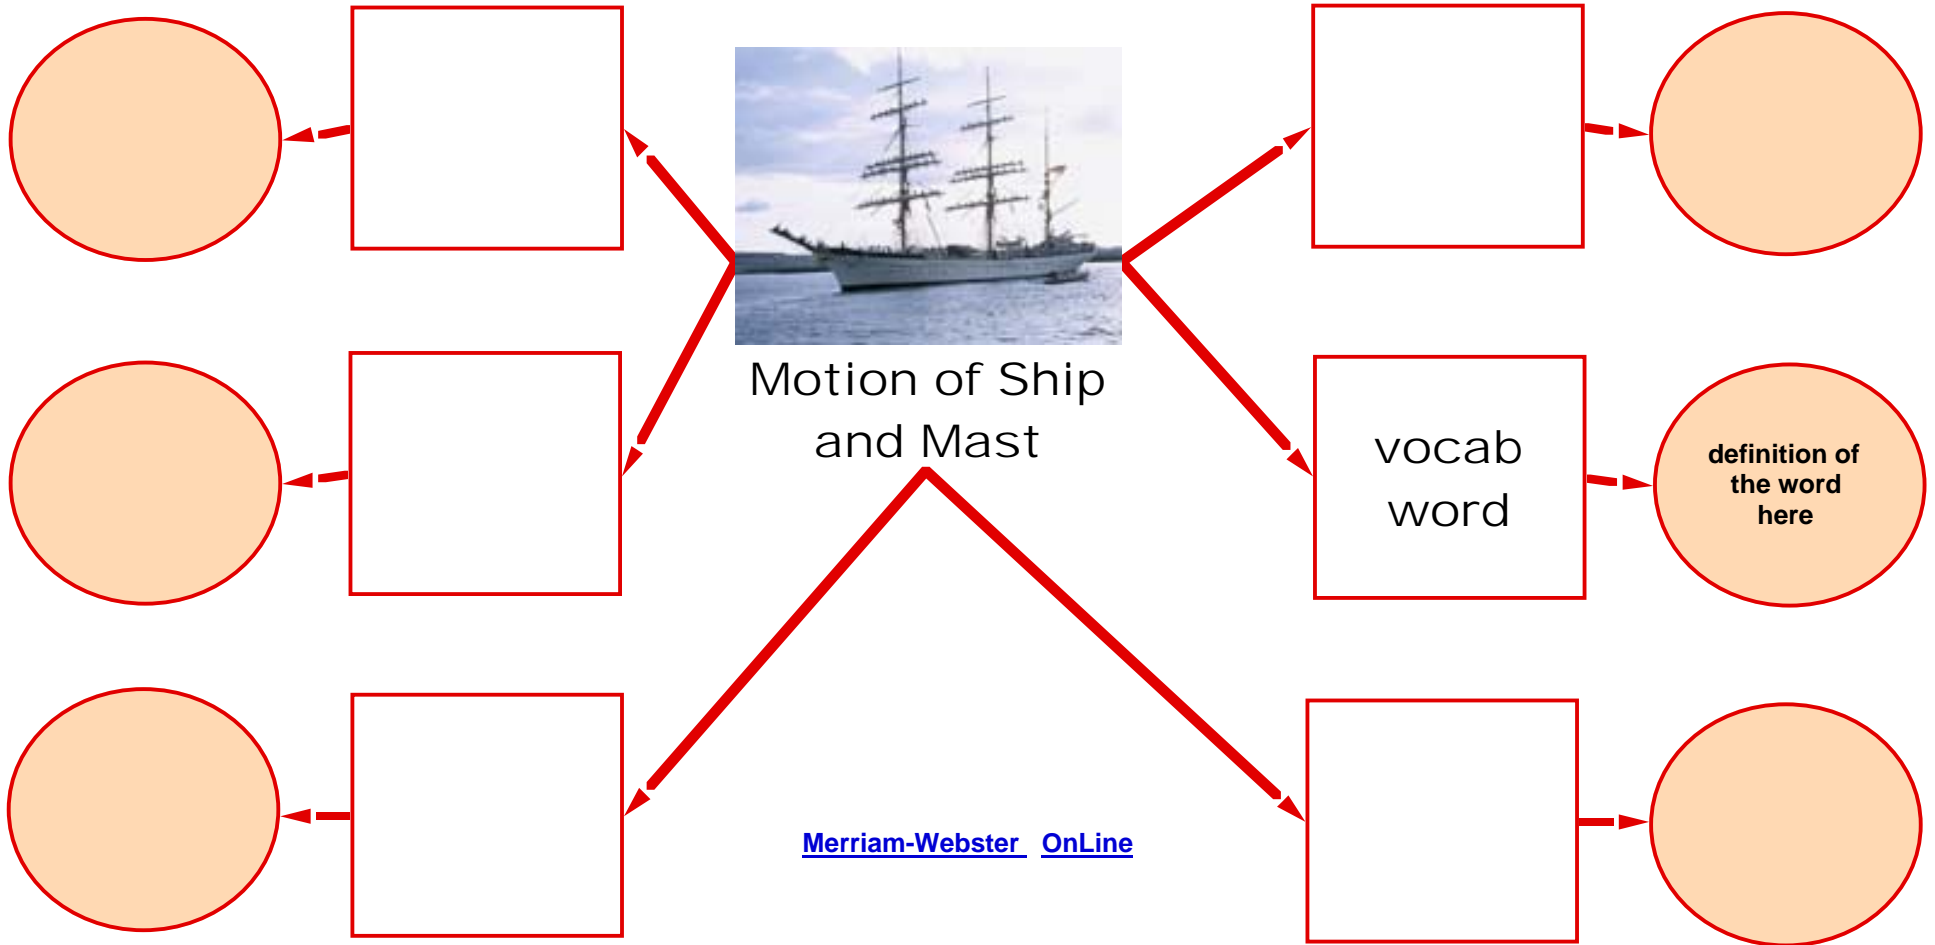 Motion of Ship
and Mast
vocab
word
definition of
the word
here
Merriam-Webster OnLine